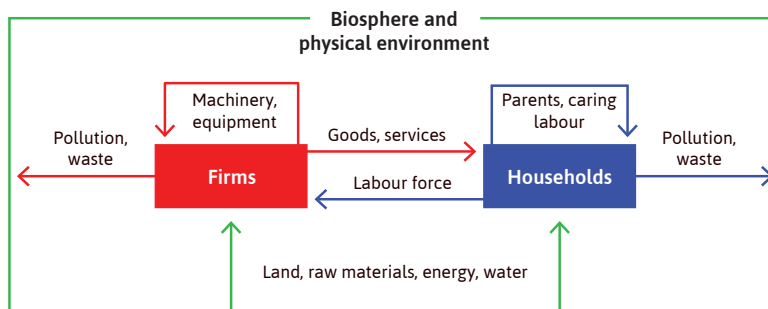 Biosphere and
physical environment
Machinery,
equipment
Parents, caring
labour
Pollution,
waste
Goods, services
Pollution,
waste
Firms
Labour force
Households
Land, raw materials, energy, water